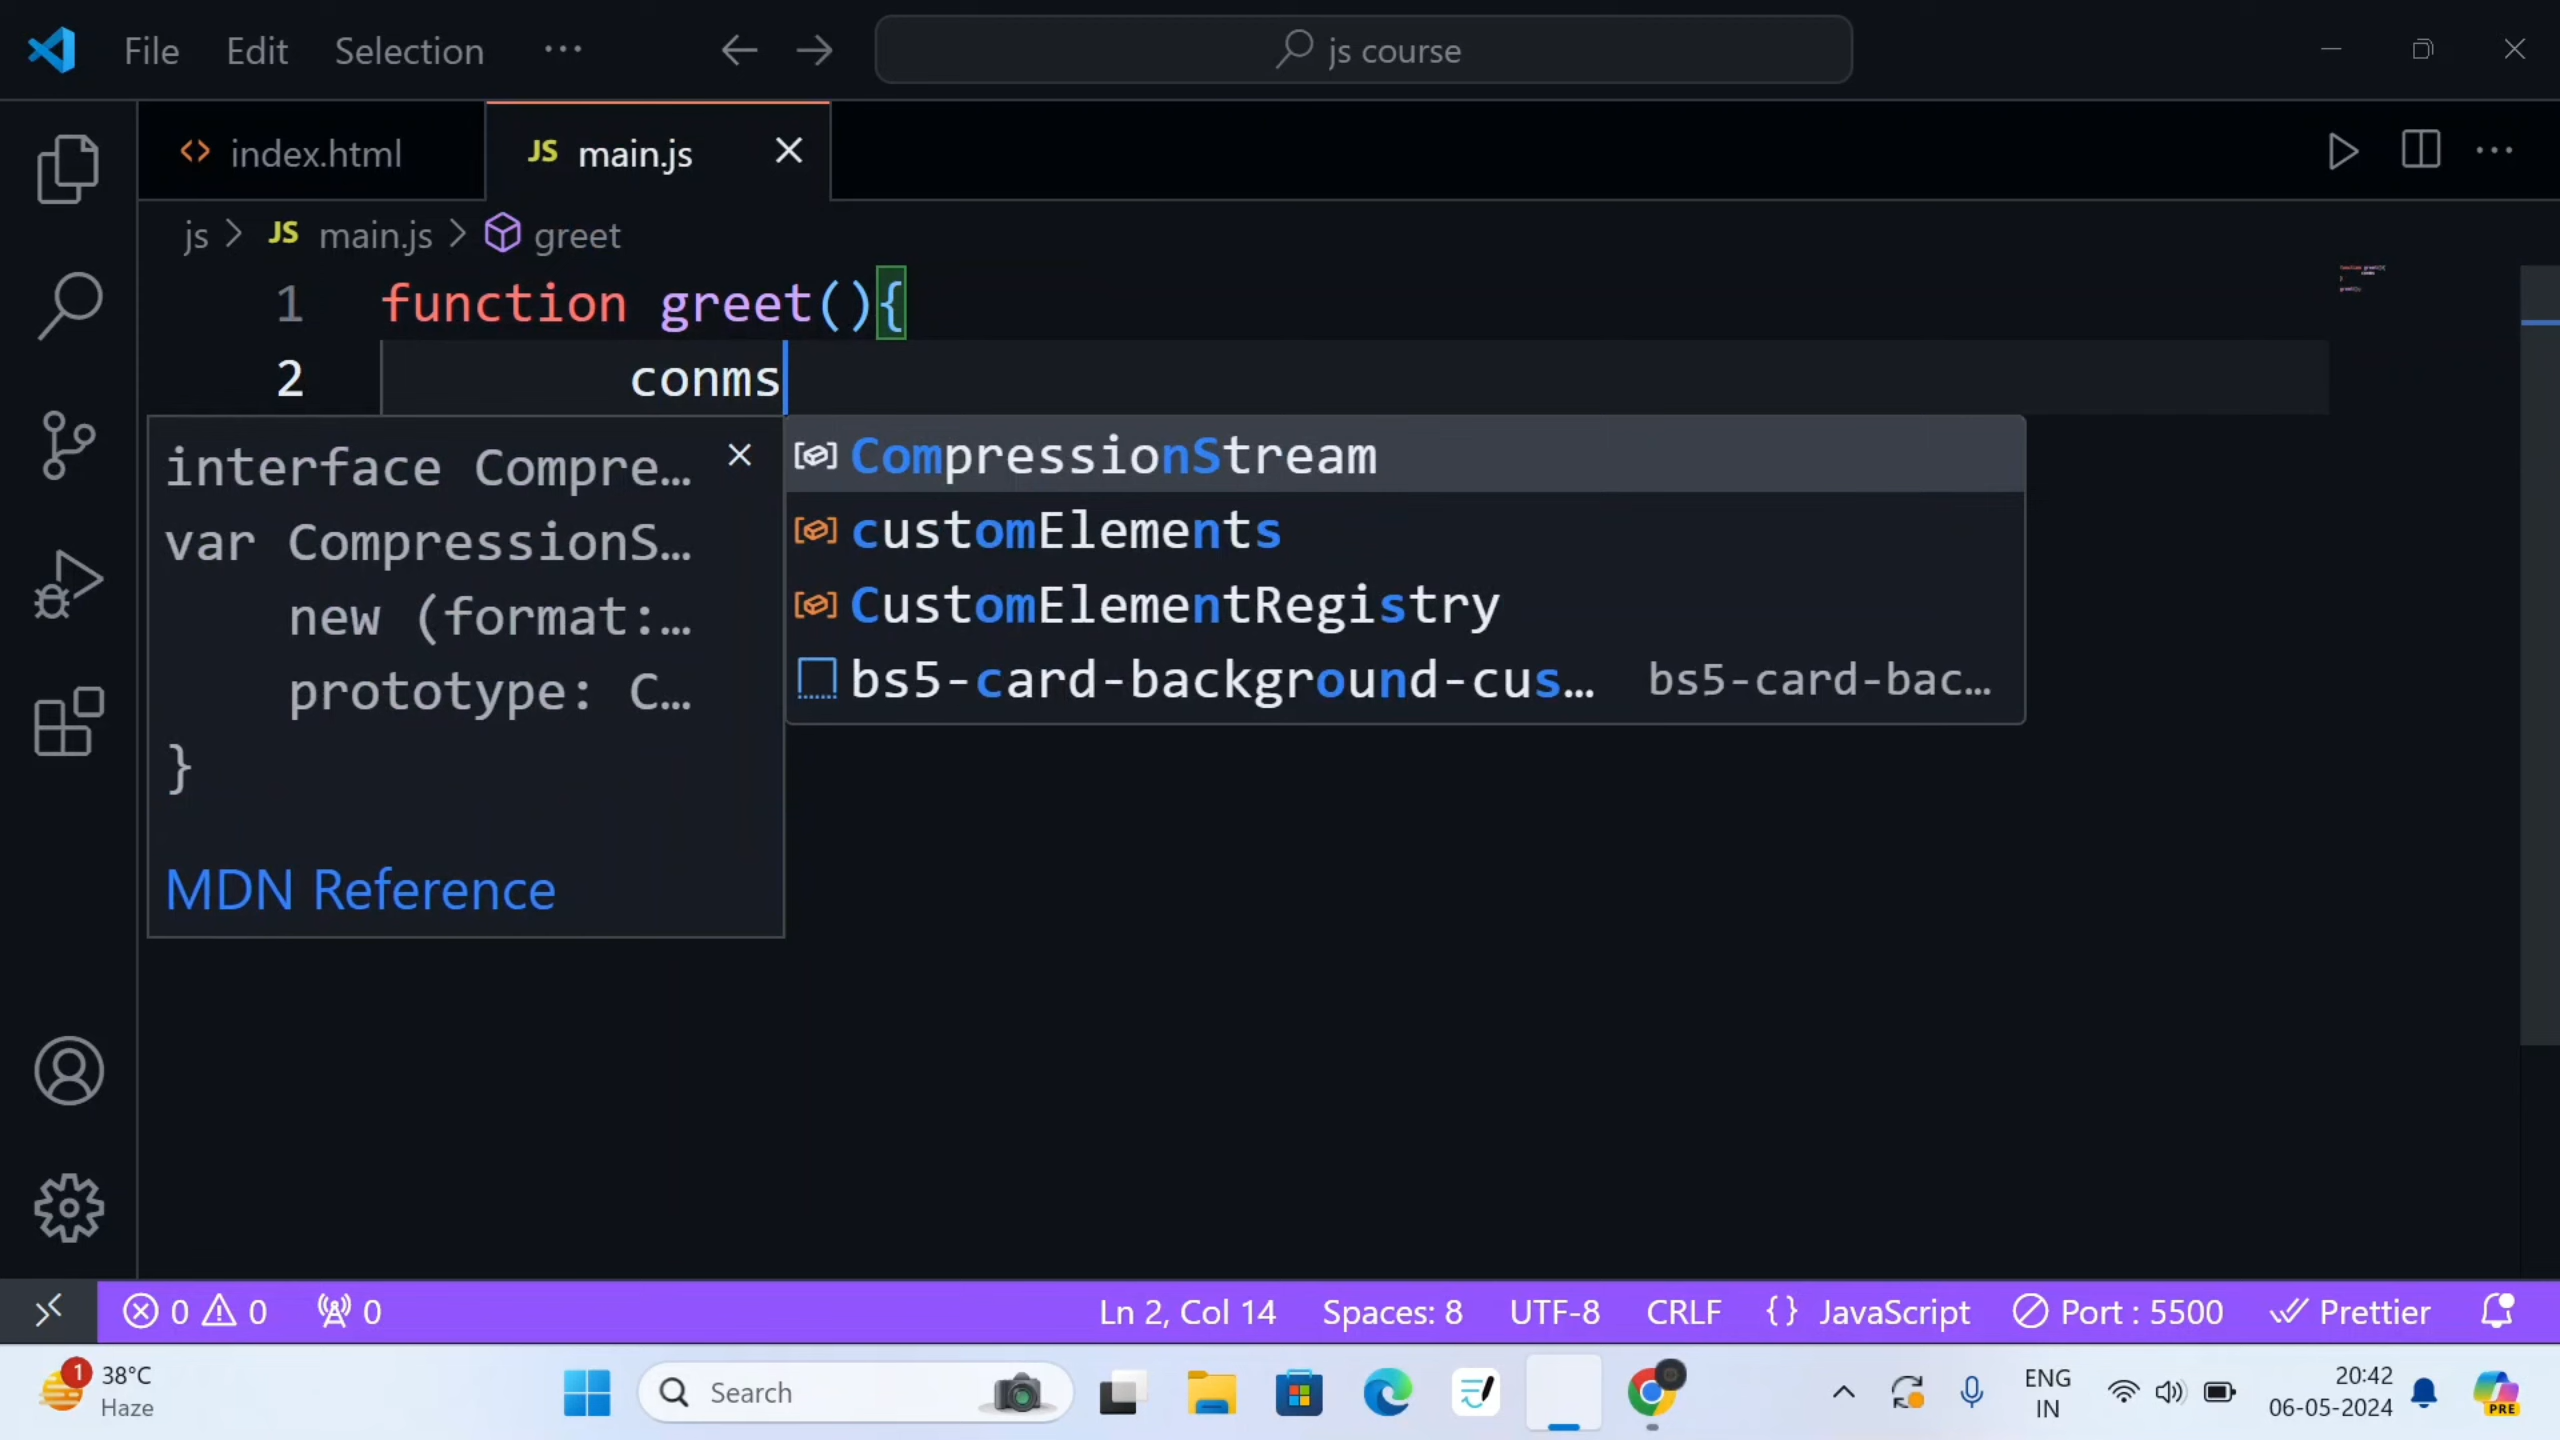 File Edit Selection ··· js course
index.html JS main.js
js > JS main.js > greet
1 function greet(){
2 conms
interface Compre…
var CompressionS…
new (format:…
prototype: C…
}
MDN Reference
CompressionStream
customElements
CustomElementRegistry
bs5-card-background-cus… bs5-card-bac…
0 0 0 Ln 2, Col 14 Spaces: 8 UTF-8 CRLF {} JavaScript Port : 5500 Prettier
1 38°C
Haze
Search
ENG
IN
20:42
06-05-2024
PRE